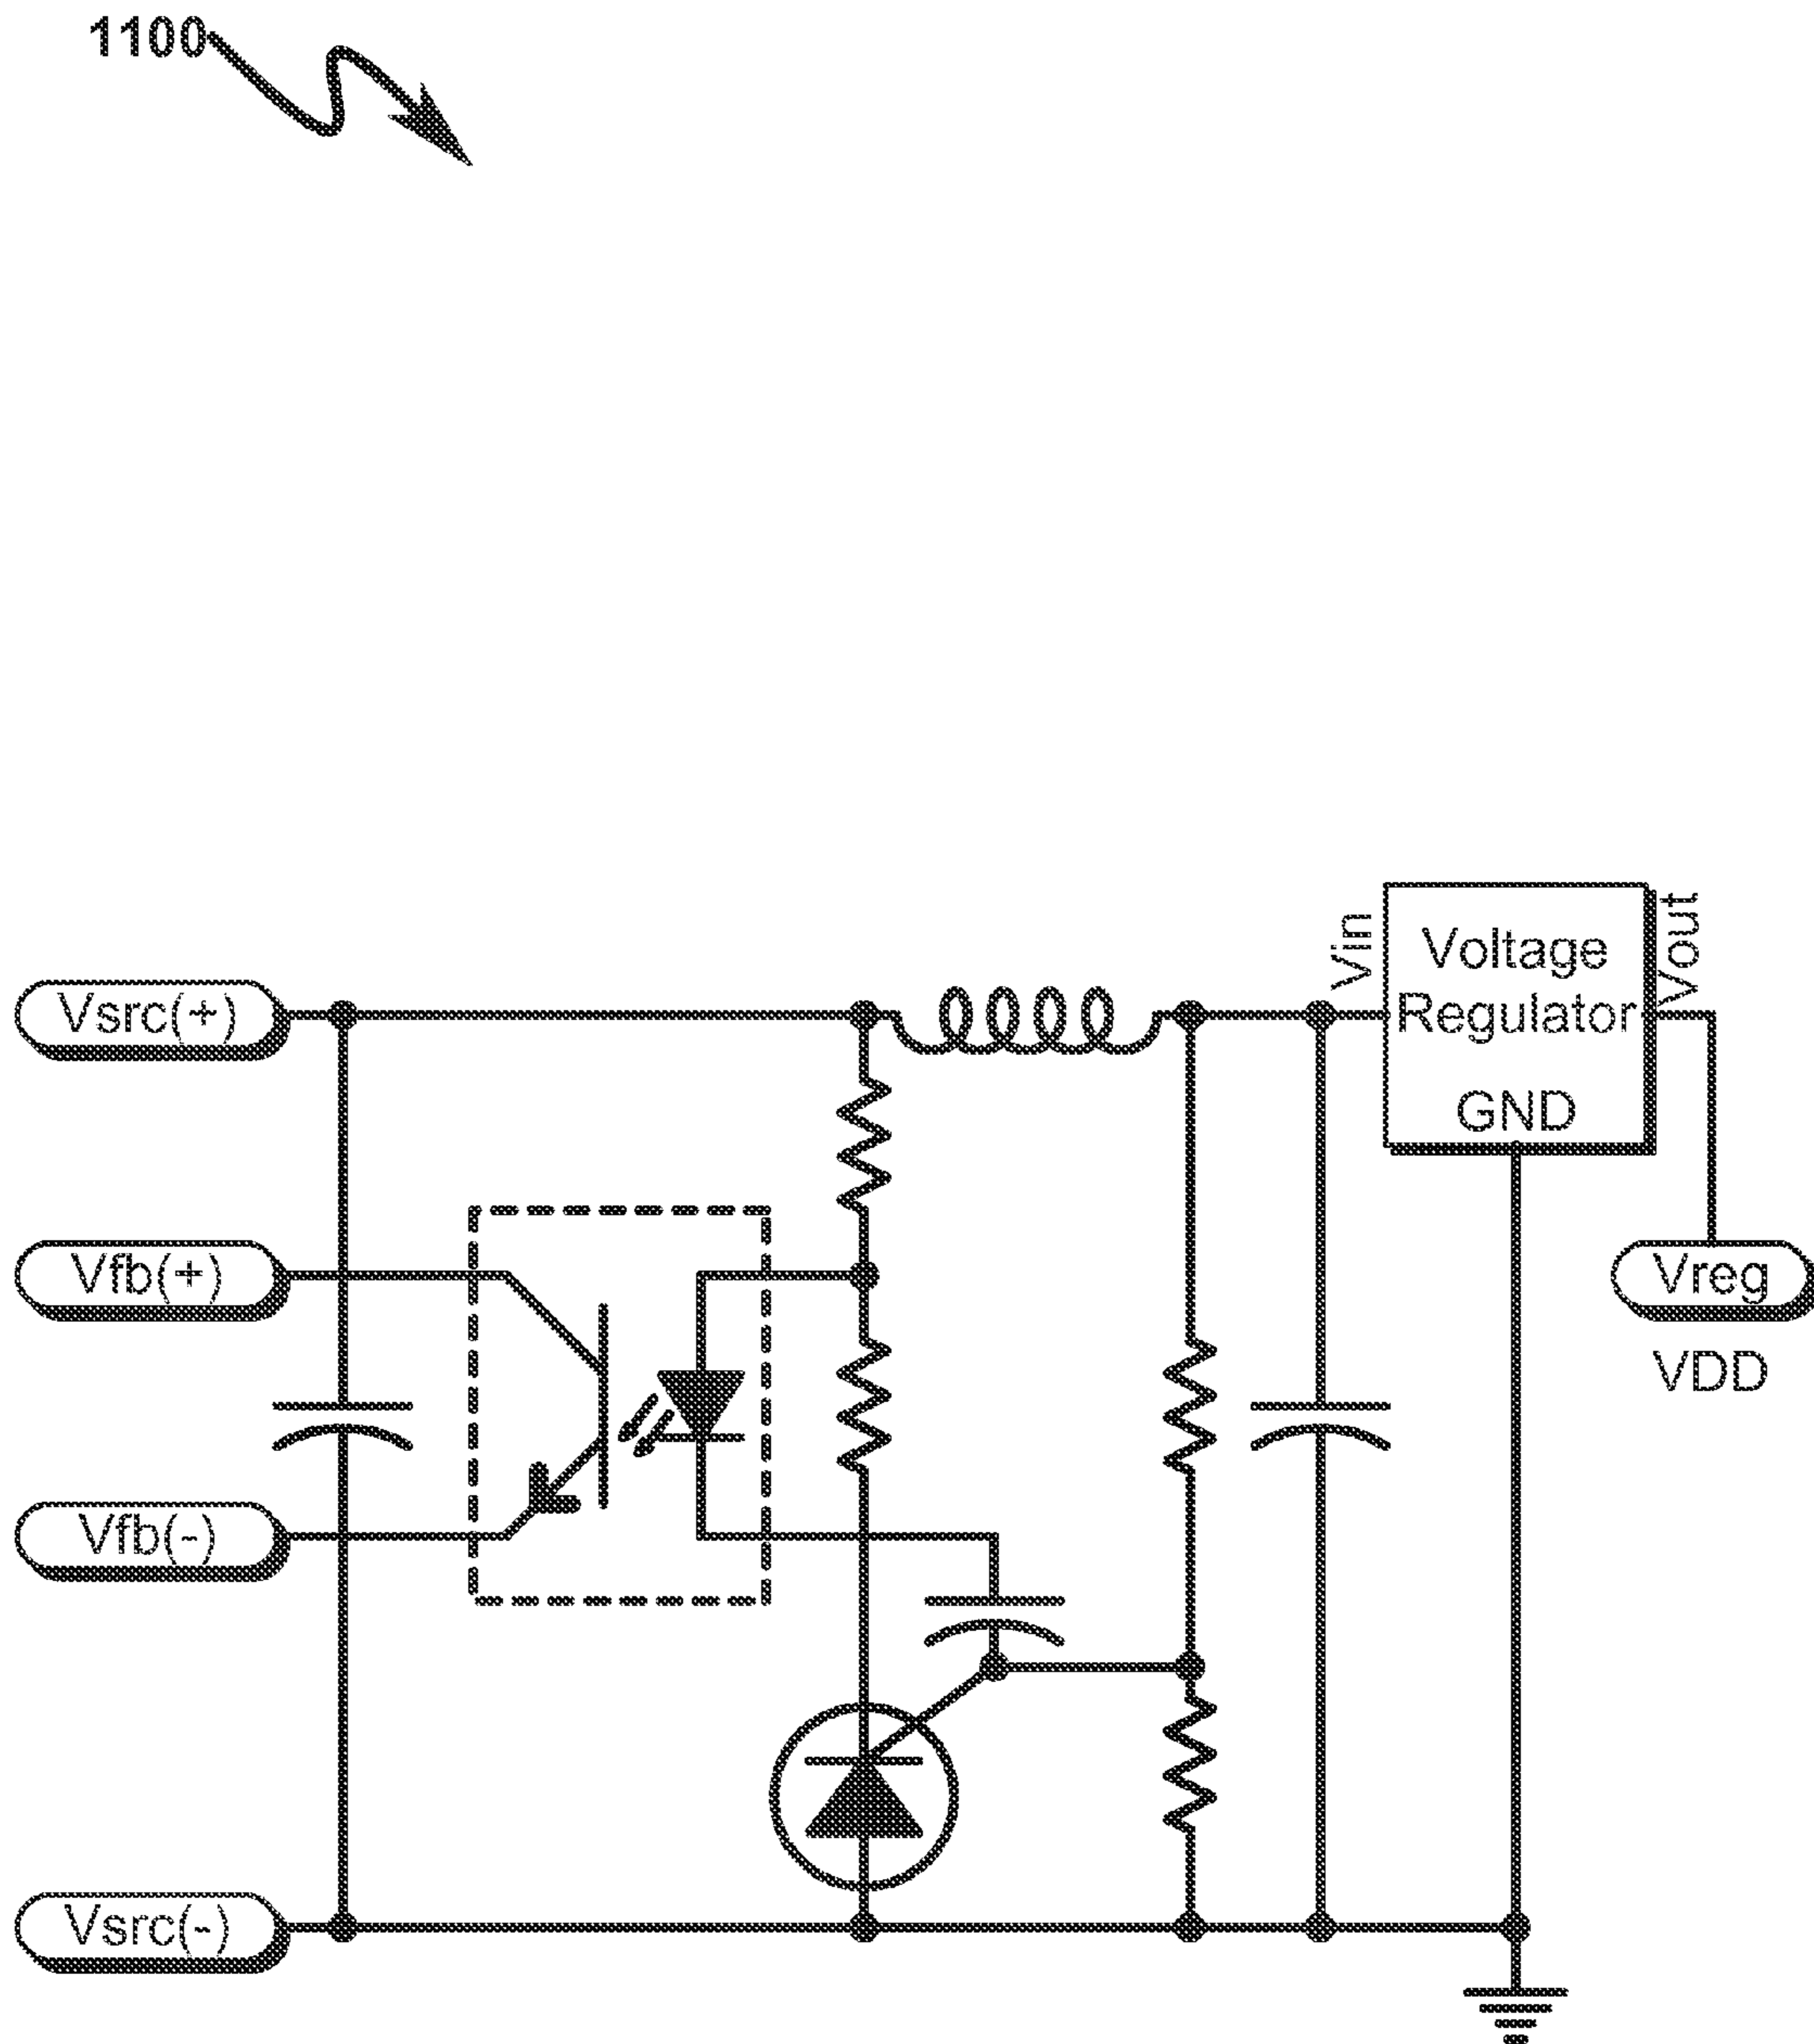 1100
Vin
Voltage
Regulator
GND
Vout
Vsrc(+)
Vfb(+)
Vreg
VDD
Vfb(-)
Vsrc(-)